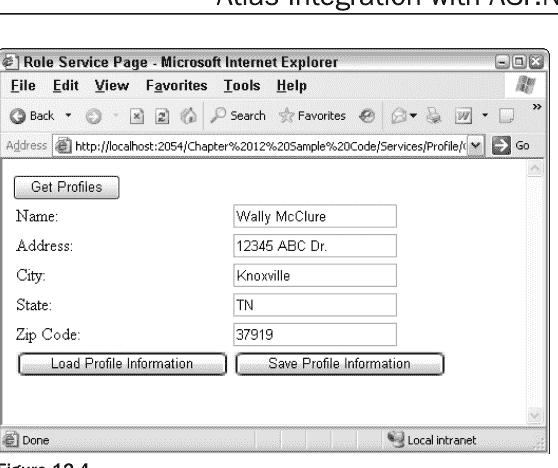 Atlas Integration with ASP.N
Role Service Page - Microsoft Internet Explorer
File Edit View Favorites Tools Help
Back Search Favorites
Address http://localhost:2054/Chapter%2012%20Sample%20Code/Services/Profile/ Go
Get Profiles
Name: Wally McClure
Address: 12345 ABC Dr.
City: Knoxville
State: TN
Zip Code: 37919
Load Profile Information Save Profile Information
Done Local intranet
Figure 12-4